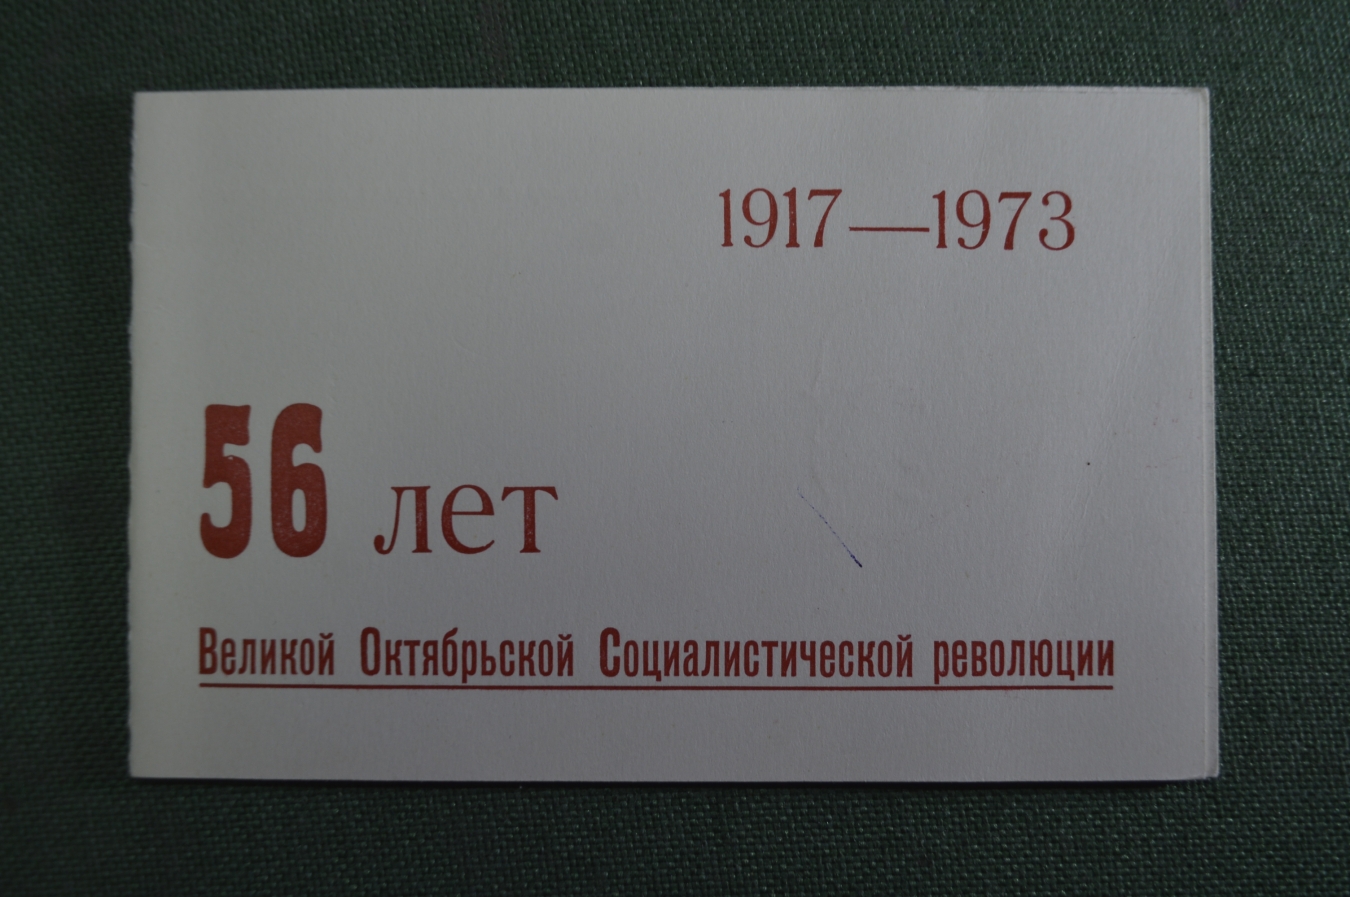 1917—1973
56 лет
Великой Октябрьской Социалистической революции